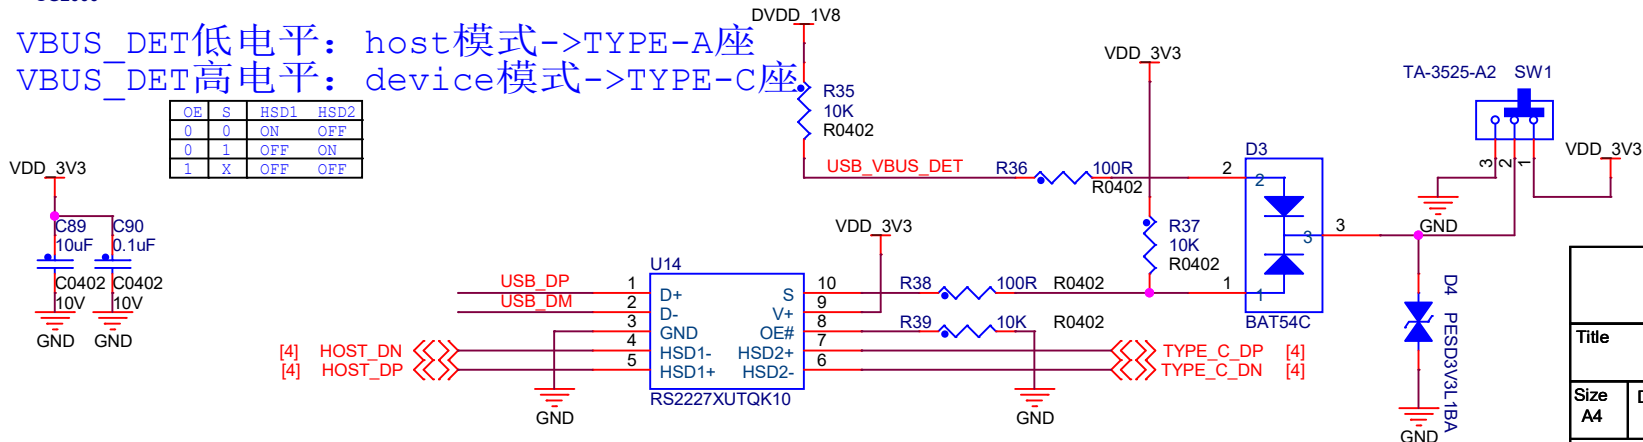 VBUS_DET低电平：host模式->TYPE-A座
VBUS_DET高电平：device模式->TYPE-C座
OE S HSD1 HSD2
0 0 ON OFF
0 1 OFF ON
1 X OFF OFF
DVDD_1V8
R35
10K
R0402
USB_VBUS_DET
R36 100R
R0402
VDD_3V3
R37
10K
R0402
D3
2 2
3 3
1 1
BAT54C
TA-3525-A2 SW1
3 2 1
VDD_3V3
GND
D4 PESD3V3L1BA
GND
VDD_3V3
C89 C90
10uF 0.1uF
C0402 C0402
10V 10V
GND GND
VDD_3V3
U14
USB_DP 1 D+ S 10 R38 100R R0402
USB_DM 2 D- V+ 9
3 GND OE# 8 R39 10K R0402
[4] HOST_DN 4 HSD1- HSD2+ 7 TYPE_C_DP [4]
[4] HOST_DP 5 HSD1+ HSD2- 6 TYPE_C_DN [4]
RS2227XUTQK10
GND GND
Title
Size
A4